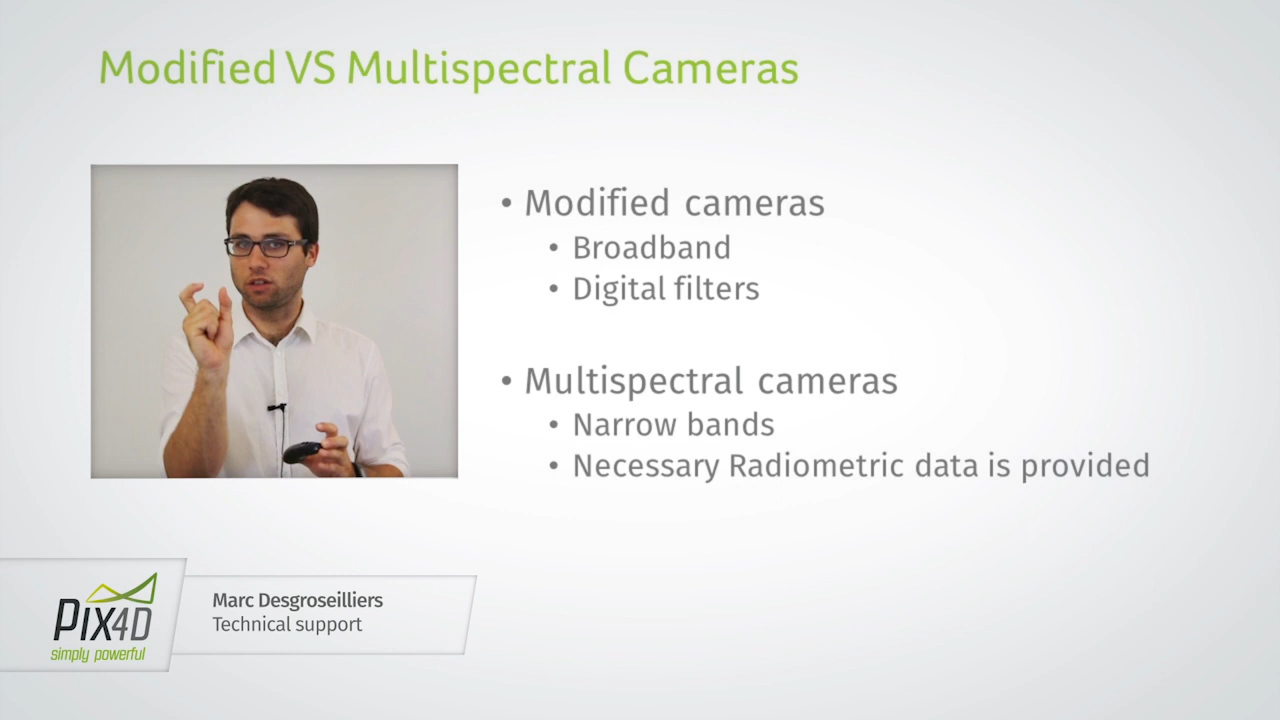 Modified VS Multispectral Cameras
• Modified cameras
• Broadband
• Digital filters
• Multispectral cameras
• Narrow bands
• Necessary Radiometric data is provided
PIX4D
simply powerful
Marc Desgroseilliers
Technical support